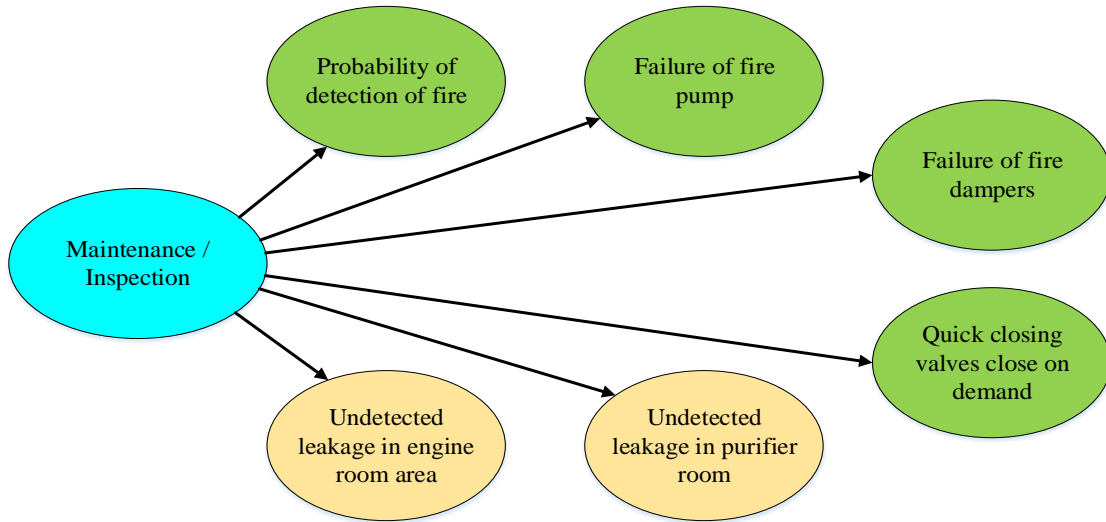 Probability of
detection of fire
Failure of fire
pump
Failure of fire
dampers
Maintenance /
Inspection
Quick closing
valves close on
demand
Undetected
leakage in engine
room area
Undetected
leakage in purifier
room